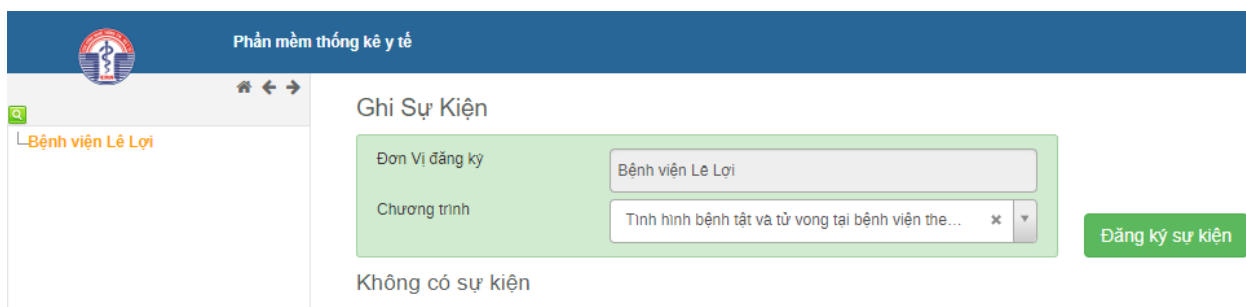 Phần mềm thống kê y tế
Bệnh viện Lê Lợi
Ghi Sự Kiện
Đơn Vị đăng ký
Bệnh viện Lê Lợi
Chương trình
Tình hình bệnh tật và tử vong tại bệnh viện the...
Đăng ký sự kiện
Không có sự kiện